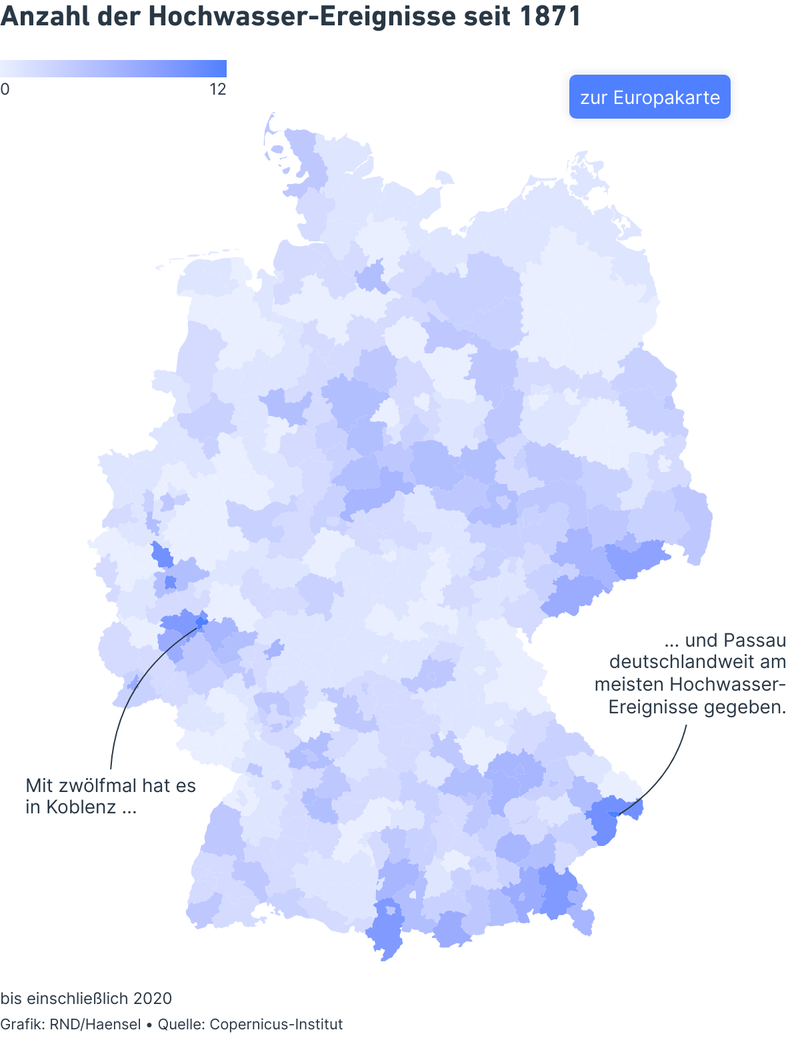 Anzahl der Hochwasser-Ereignisse seit 1871
0 12
zur Europakarte
... und Passau
deutschlandweit am
meisten Hochwasser-
Ereignisse gegeben.
Mit zwölfmal hat es
in Koblenz ...
bis einschließlich 2020
Grafik: RND/Haensel • Quelle: Copernicus-Institut